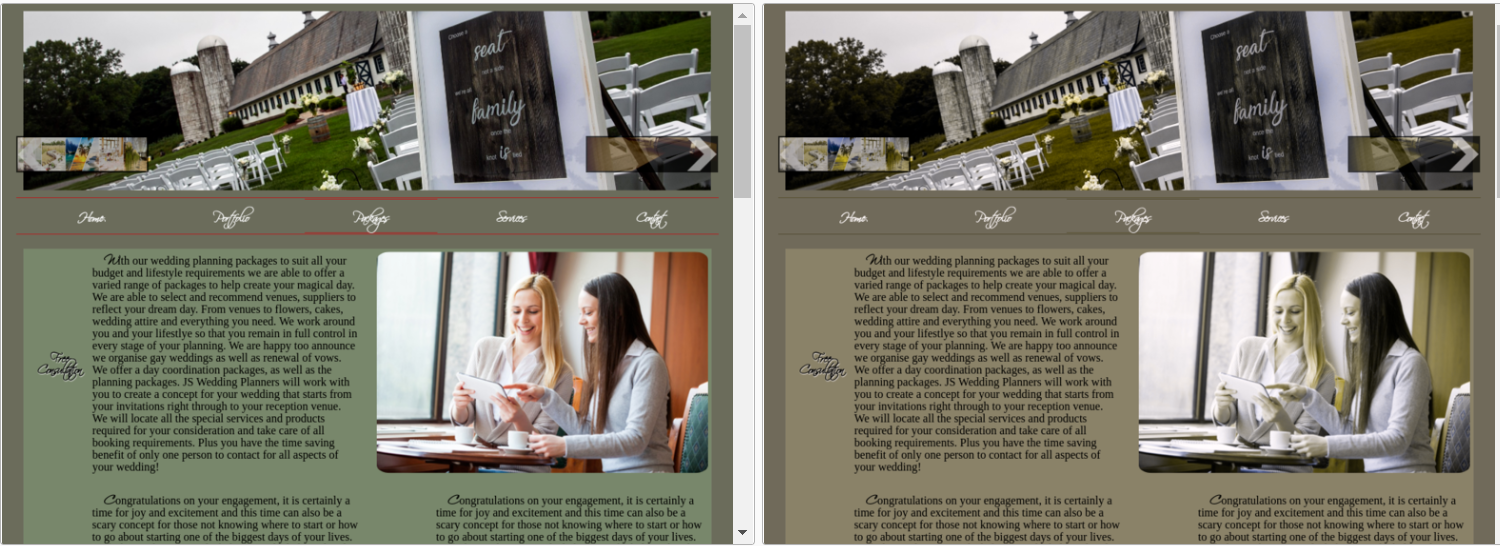 Choose a
seat
not a side
we're all
family
once the
knot is tied
Home
Portfolio
Packages
Services
Contact
With our wedding planning packages to suit all your
budget and lifestyle requirements we are able to offer a
varied range of packages to help create your magical day.
We are able to select and recommend venues, suppliers to
reflect your dream day. From venues to flowers, cakes,
wedding attire and everything you need. We work around
you and your lifestlye so that you remain in full control in
every stage of your planning. We are happy too announce
we organise gay weddings as well as renewal of vows.
We offer a day coordination packages, as well as the
planning packages. JS Wedding Planners will work with
you to create a concept for your wedding that starts from
your invitations right through to your reception venue.
We will locate all the special services and products
required for your consideration and take care of all
booking requirements. Plus you have the time saving
benefit of only one person to contact for all aspects of
your wedding!
Free
Consultation
Congratulations on your engagement, it is certainly a
time for joy and excitement and this time can also be a
scary concept for those not knowing where to start or how
to go about starting one of the biggest days of your lives.
Congratulations on your engagement, it is certainly a
time for joy and excitement and this time can also be a
scary concept for those not knowing where to start or how
to go about starting one of the biggest days of your lives.
Choose a
seat
not a side
we're all
family
once the
knot is tied
Home
Portfolio
Packages
Services
Contact
With our wedding planning packages to suit all your
budget and lifestyle requirements we are able to offer a
varied range of packages to help create your magical day.
We are able to select and recommend venues, suppliers to
reflect your dream day. From venues to flowers, cakes,
wedding attire and everything you need. We work around
you and your lifestlye so that you remain in full control in
every stage of your planning. We are happy too announce
we organise gay weddings as well as renewal of vows.
We offer a day coordination packages, as well as the
planning packages. JS Wedding Planners will work with
you to create a concept for your wedding that starts from
your invitations right through to your reception venue.
We will locate all the special services and products
required for your consideration and take care of all
booking requirements. Plus you have the time saving
benefit of only one person to contact for all aspects of
your wedding!
Free
Consultation
Congratulations on your engagement, it is certainly a
time for joy and excitement and this time can also be a
scary concept for those not knowing where to start or how
to go about starting one of the biggest days of your lives.
Congratulations on your engagement, it is certainly a
time for joy and excitement and this time can also be a
scary concept for those not knowing where to start or how
to go about starting one of the biggest days of your lives.